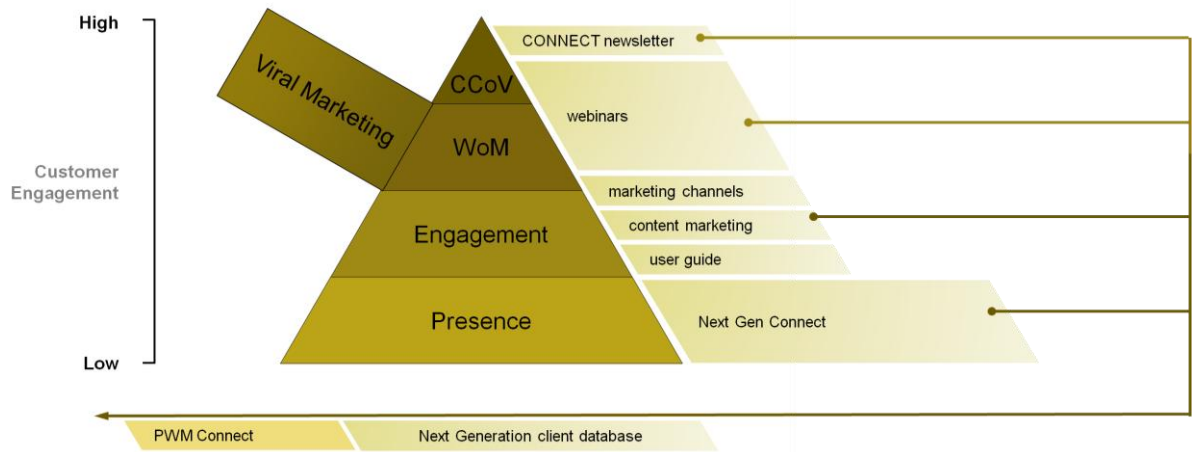 High
CONNECT newsletter
Viral Marketing
CCoV
webinars
WoM
Customer
Engagement
marketing channels
content marketing
Engagement
user guide
Presence
Next Gen Connect
Low
PWM Connect
Next Generation client database